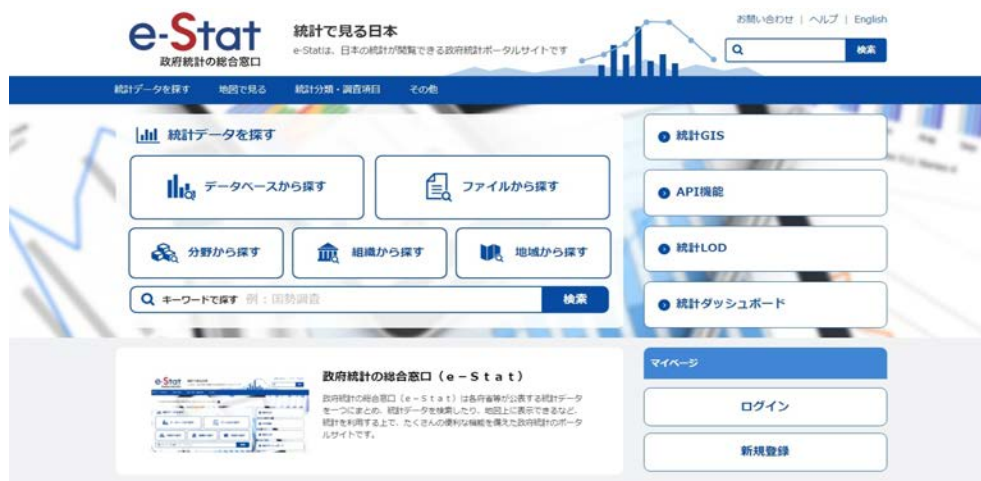 e-Stat
政府統計の総合窓口
統計で見る日本
e-Statは、日本の統計が閲覧できる政府統計ポータルサイトです
お問い合わせ | ヘルプ | English
検索
統計データを探す 地図で見る 統計分類・調査項目 その他
統計データを探す
データベースから探す
ファイルから探す
分野から探す
組織から探す
地域から探す
キーワードで探す 例:国勢調査
検索
統計GIS
API機能
統計LOD
統計ダッシュボード
政府統計の総合窓口(e-Stat)
政府統計の総合窓口(e-Stat)は各府省等が公表する統計データ
を一つにまとめ、統計データを検索したり、地図上に表示できるなど、
統計を利用する上で、たくさんの便利な機能を備えた政府統計のポータ
ルサイトです。
マイページ
ログイン
新規登録